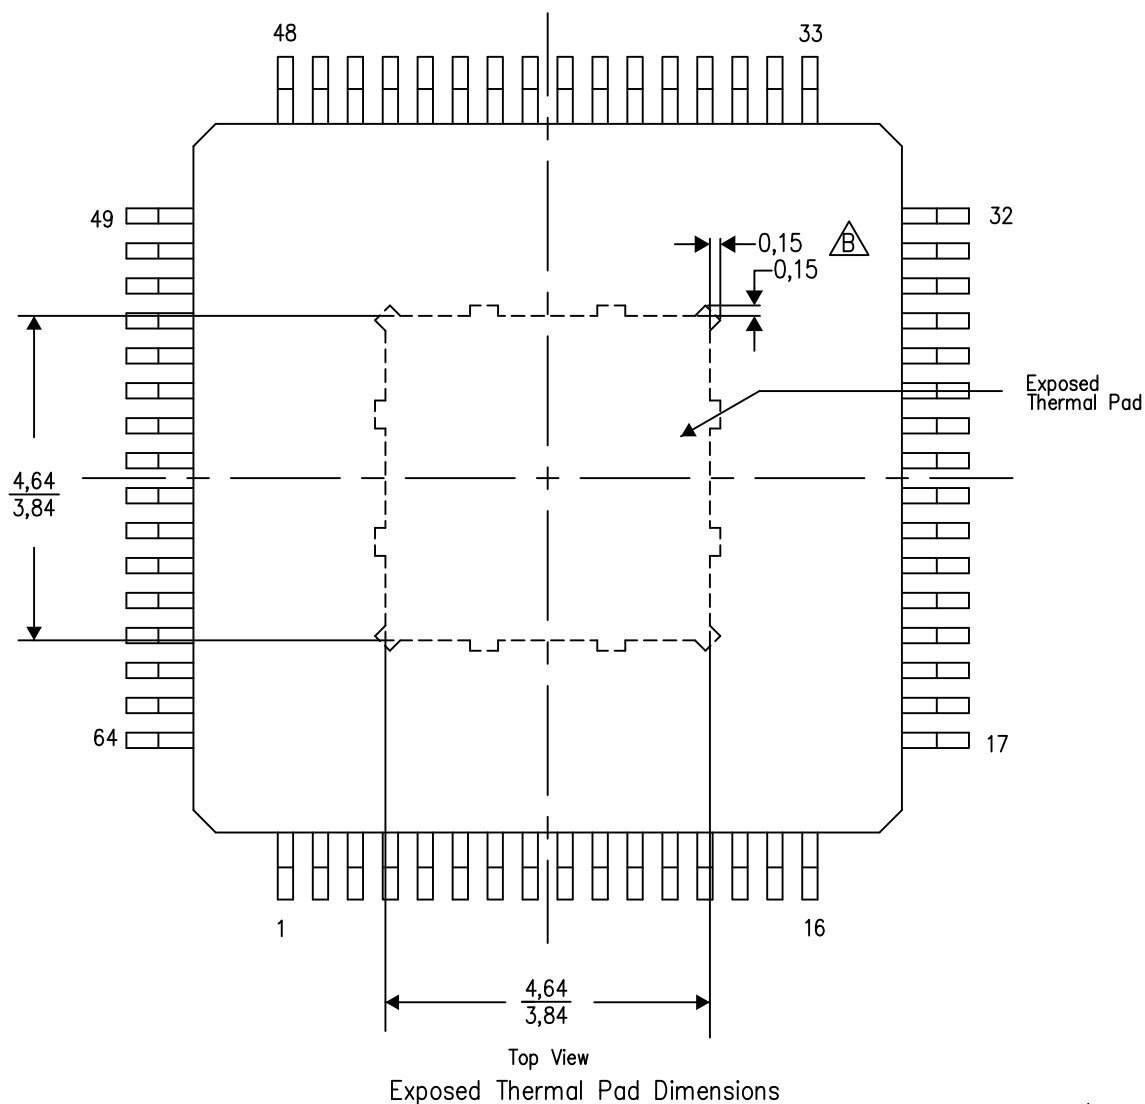 48
33
49
32
0,15
B
0,15
Exposed
Thermal Pad
4,64
3,84
64
17
1
16
4,64
3,84
Top View
Exposed Thermal Pad Dimensions